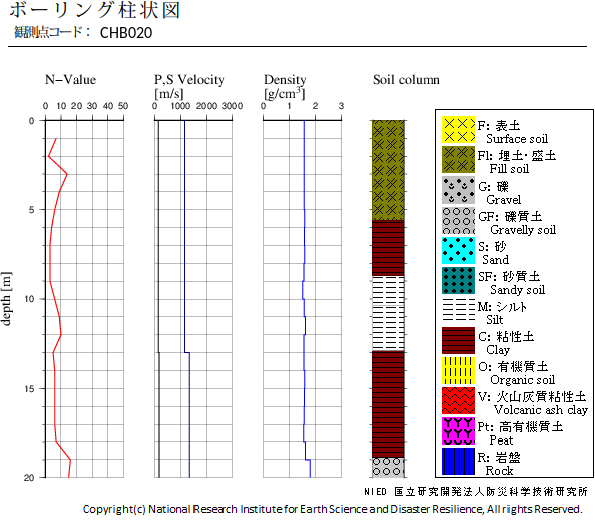 ボーリング柱状図
観測点コード： CHB020
N-Value
P,S Velocity
Density
Soil column
[m/s]
[g/cm³]
0 10 20 30 40 50
0 1000 2000 3000
0 1 2 3
0
5
10
15
20
depth [m]
F: 表土
Surface soil
Fl: 埋土・盛土
Fill soil
G: 礫
Gravel
GF: 礫質土
Gravelly soil
S: 砂
Sand
SF: 砂質土
Sandy soil
M: シルト
Silt
C: 粘性土
Clay
O: 有機質土
Organic soil
V: 火山灰質粘性土
Volcanic ash clay
Pt: 高有機質土
Peat
R: 岩盤
Rock
NIED 国立研究開発法人防災科学技術研究所
Copyright(c) National Research Institute for Earth Science and Disaster Resilience, All rights Reserved.